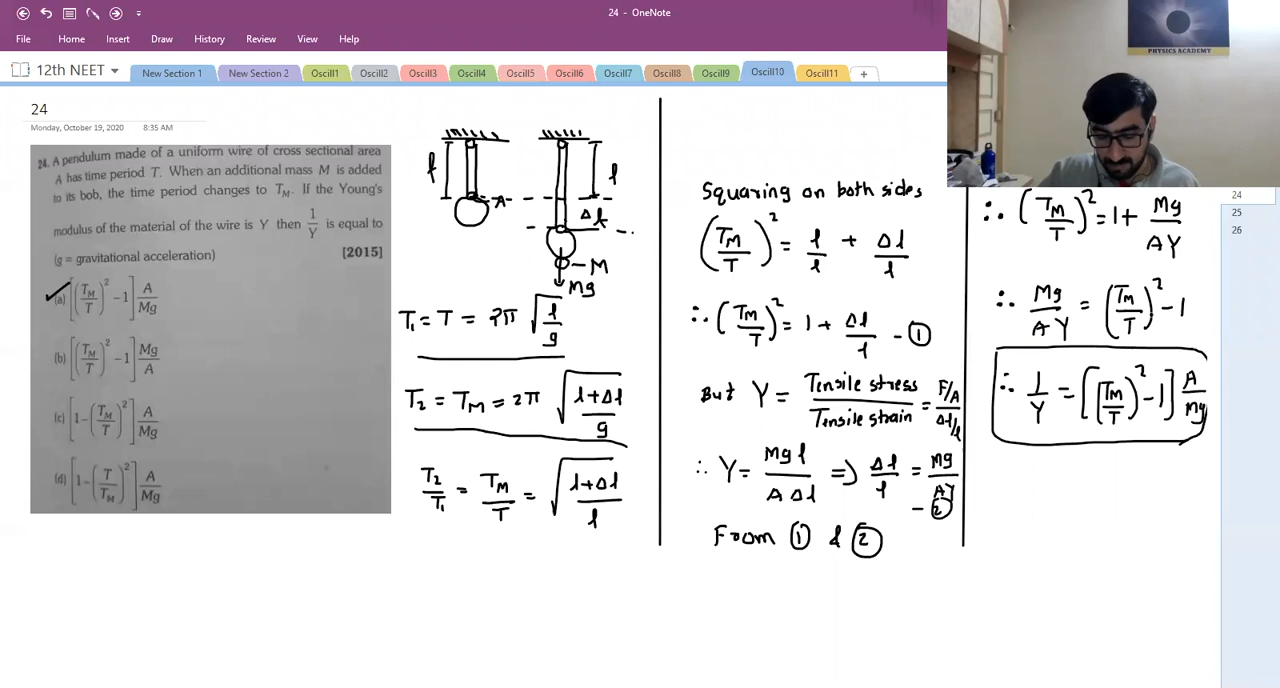 24 - OneNote
File Home Insert Draw History Review View Help
12th NEET New Section 1 New Section 2 Oscill1 Oscill2 Oscill3 Oscill4 Oscill5 Oscill6 Oscill7 Oscill8 Oscill9 Oscill10 Oscill11 +
PHYSICS ACADEMY
24
Monday, October 19, 2020 8:35 AM
24. A pendulum made of a uniform wire of cross sectional area
A has time period T. When an additional mass M is added
to its bob, the time period changes to T_M. If the Young's
modulus of the material of the wire is Y then 1/Y is equal to
(g = gravitational acceleration) [2015]
(a) [(T_M/T)² − 1] A/Mg
(b) [(T_M/T)² − 1] Mg/A
(c) [1 − (T_M/T)²] A/Mg
(d) [1 − (T/T_M)²] A/Mg
l
A
l
Δl
M
Mg
T₁ = T = 2π √(l/g)
T₂ = T_M = 2π √((l+Δl)/g)
T₂/T₁ = T_M/T = √((l+Δl)/l)
Squaring on both sides
(T_M/T)² = l/l + Δl/l
∴ (T_M/T)² = 1 + Δl/l - ①
But Y = Tensile stress/Tensile strain = F/A/Δl/l
∴ Y = Mgl/AΔl ⇒ Δl/l = Mg/AY
- ②
From ① & ②
∴ (T_M/T)² = 1 + Mg/AY
∴ Mg/AY = (T_M/T)² - 1
∴ 1/Y = [(T_M/T)² - 1] A/Mg
24
25
26